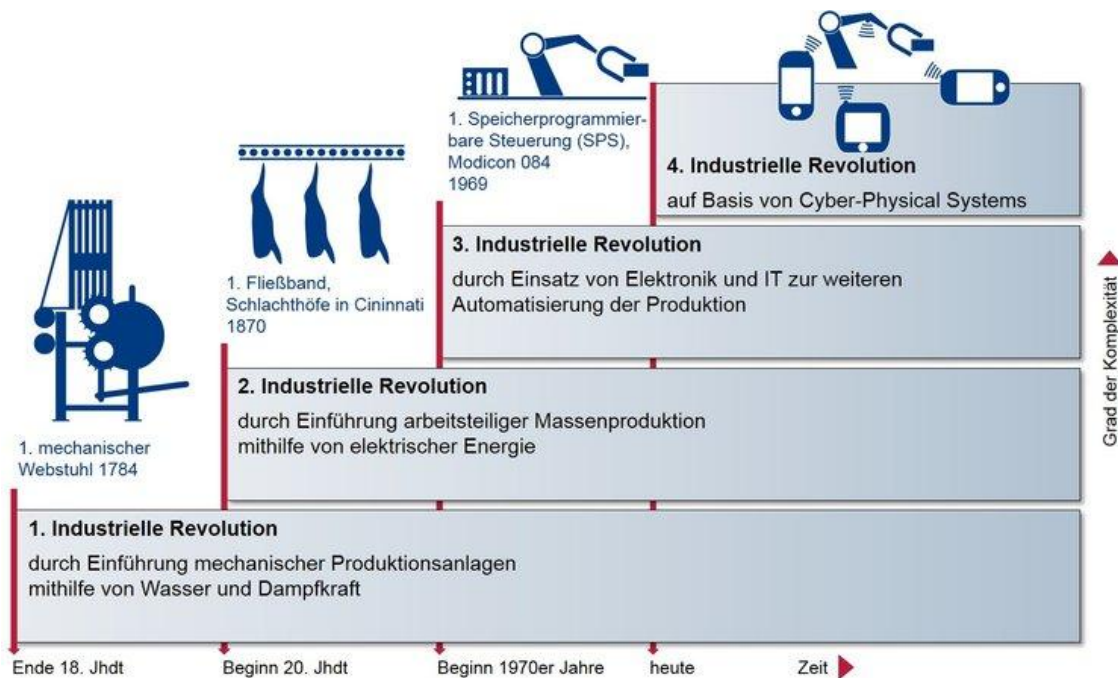 1. Speicherprogrammier-
bare Steuerung (SPS),
Modicon 084
1969
4. Industrielle Revolution
auf Basis von Cyber-Physical Systems
1. Fließband,
Schlachthöfe in Cininnati
1870
3. Industrielle Revolution
durch Einsatz von Elektronik und IT zur weiteren
Automatisierung der Produktion
1. mechanischer
Webstuhl 1784
2. Industrielle Revolution
durch Einführung arbeitsteiliger Massenproduktion
mithilfe von elektrischer Energie
1. Industrielle Revolution
durch Einführung mechanischer Produktionsanlagen
mithilfe von Wasser und Dampfkraft
Grad der Komplexität
Ende 18. Jhdt
Beginn 20. Jhdt
Beginn 1970er Jahre
heute
Zeit